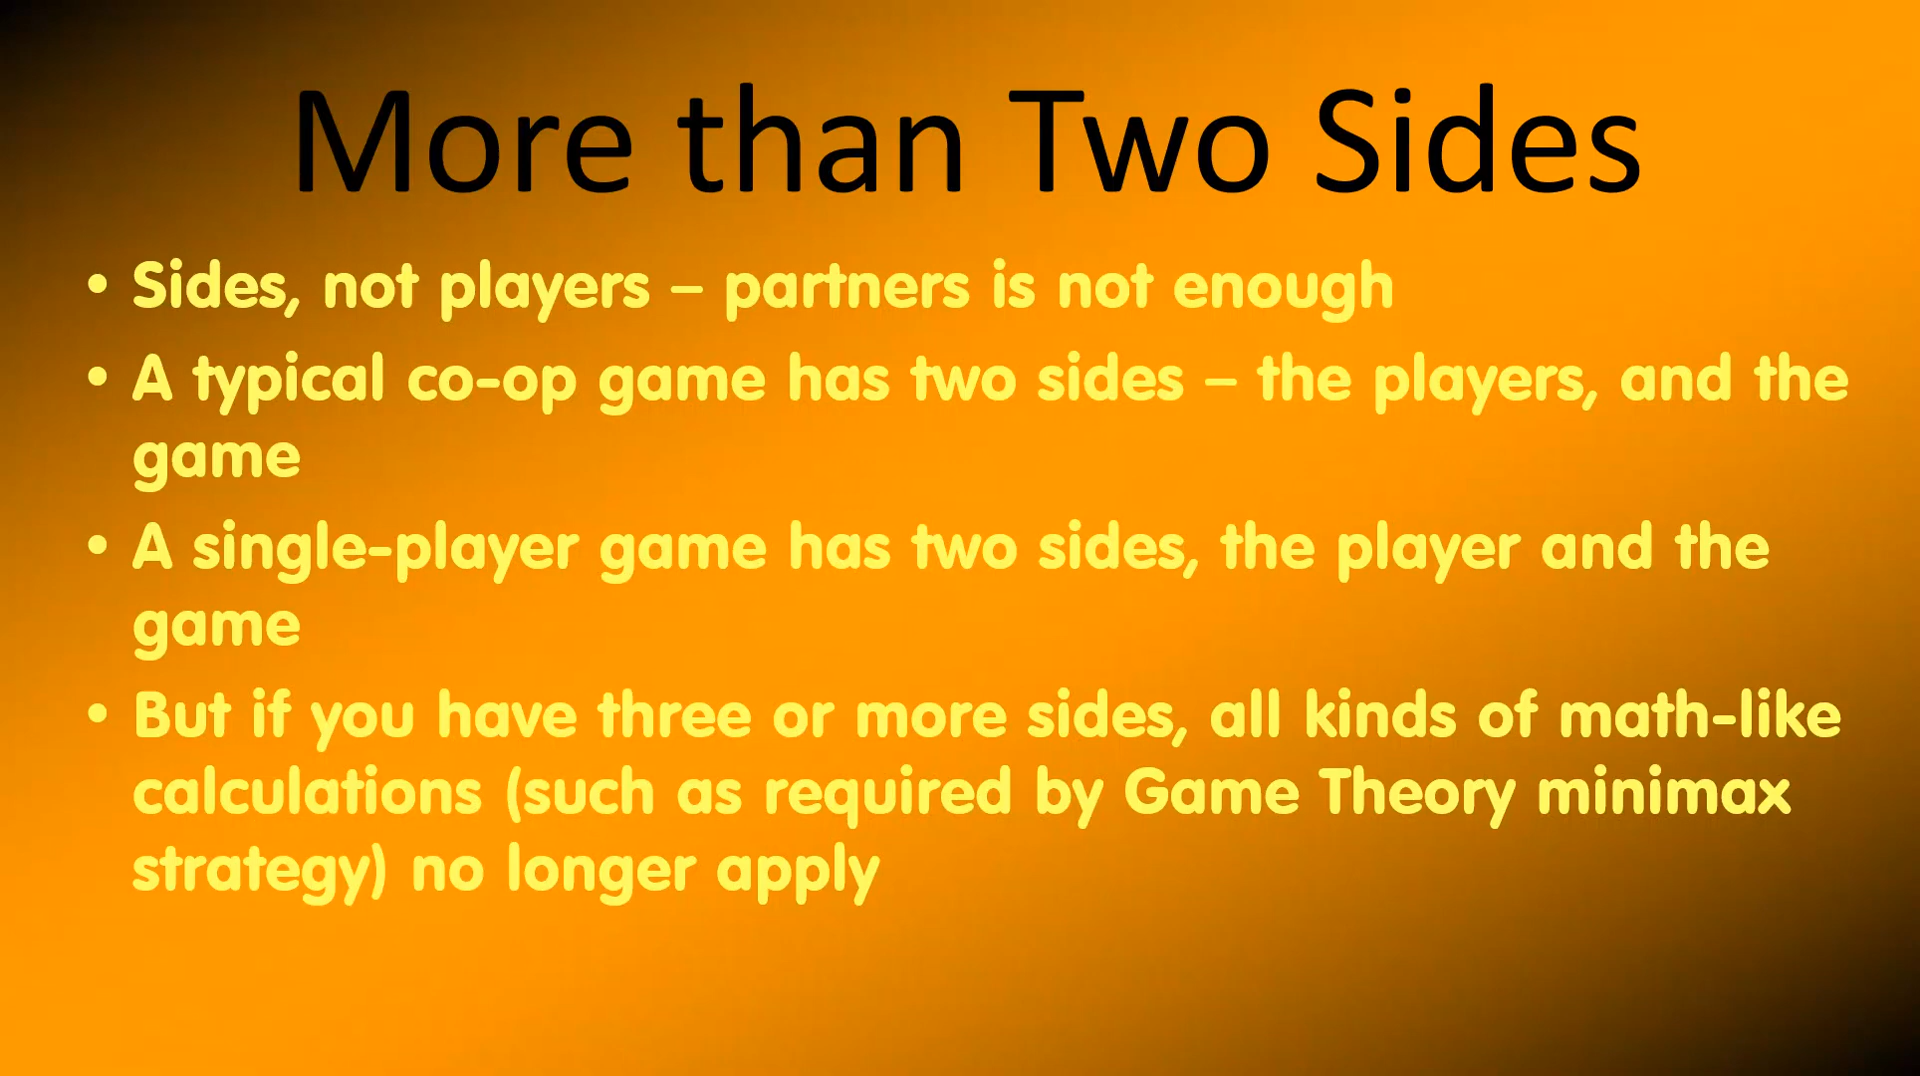 More than Two Sides
• Sides, not players – partners is not enough
• A typical co-op game has two sides – the players, and the
game
• A single-player game has two sides, the player and the
game
• But if you have three or more sides, all kinds of math-like
calculations (such as required by Game Theory minimax
strategy) no longer apply